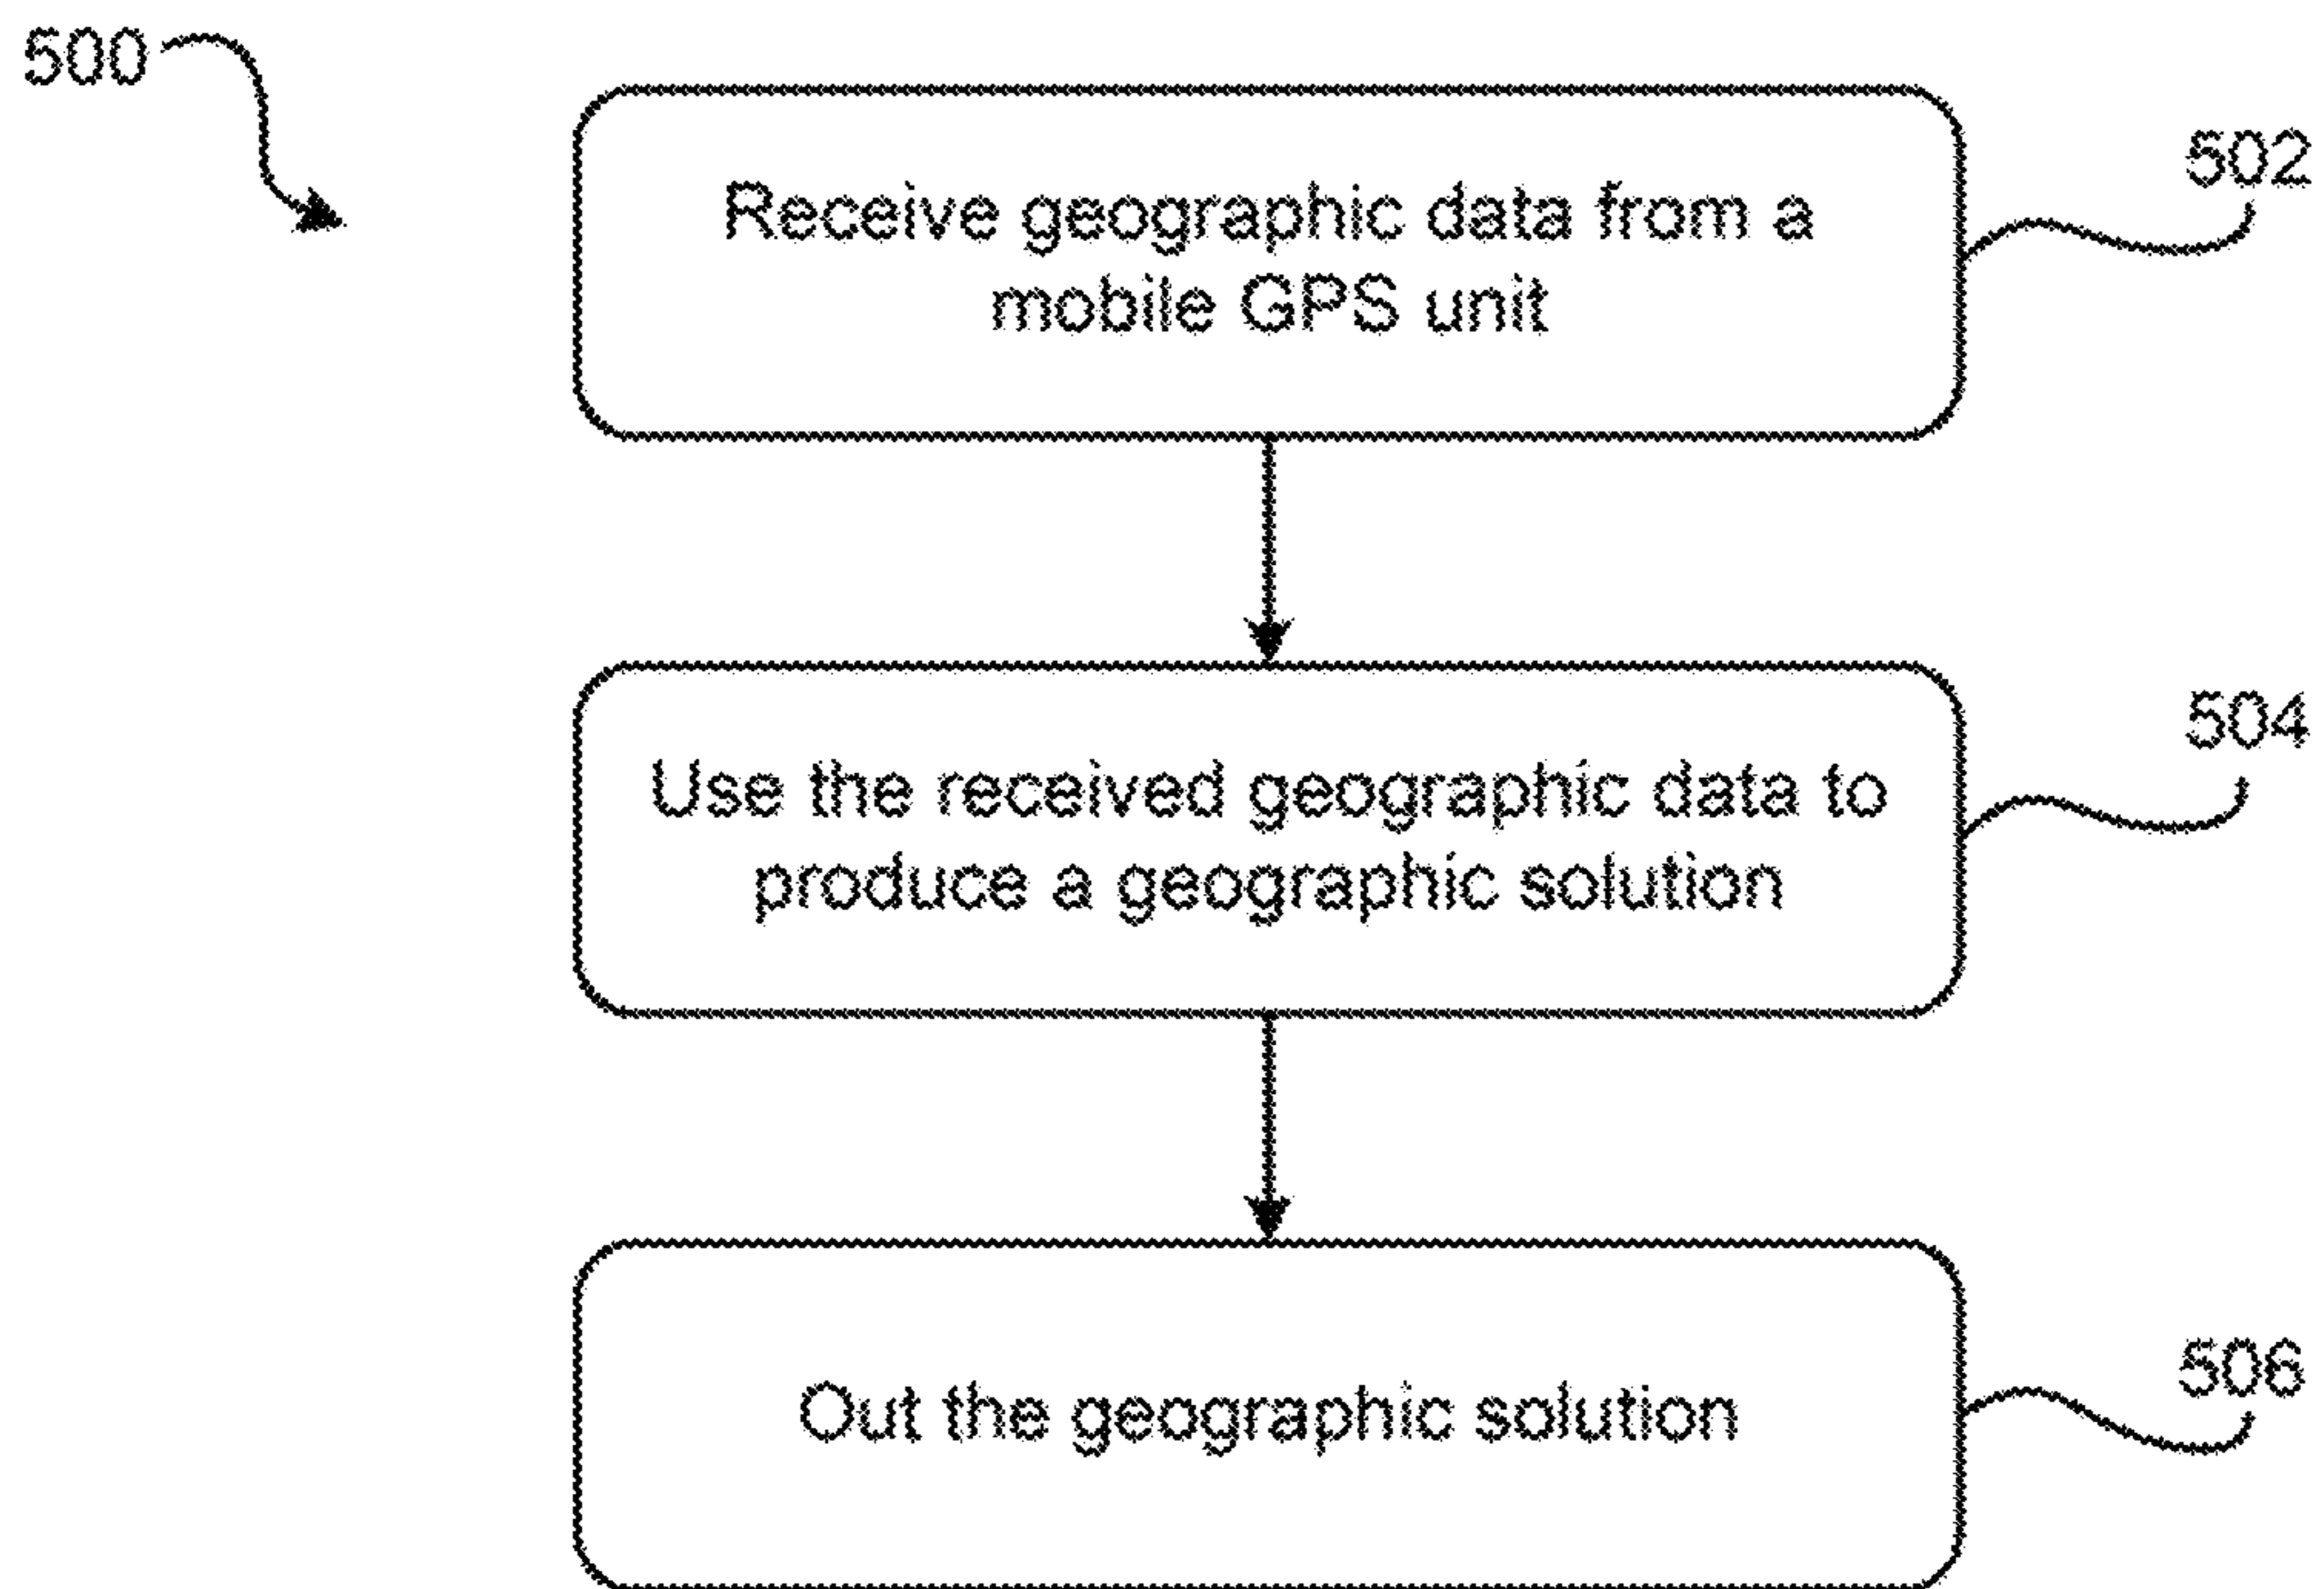 500
502
Receive geographic data from a
mobile GPS unit
504
Use the received geographic data to
produce a geographic solution
506
Out the geographic solution